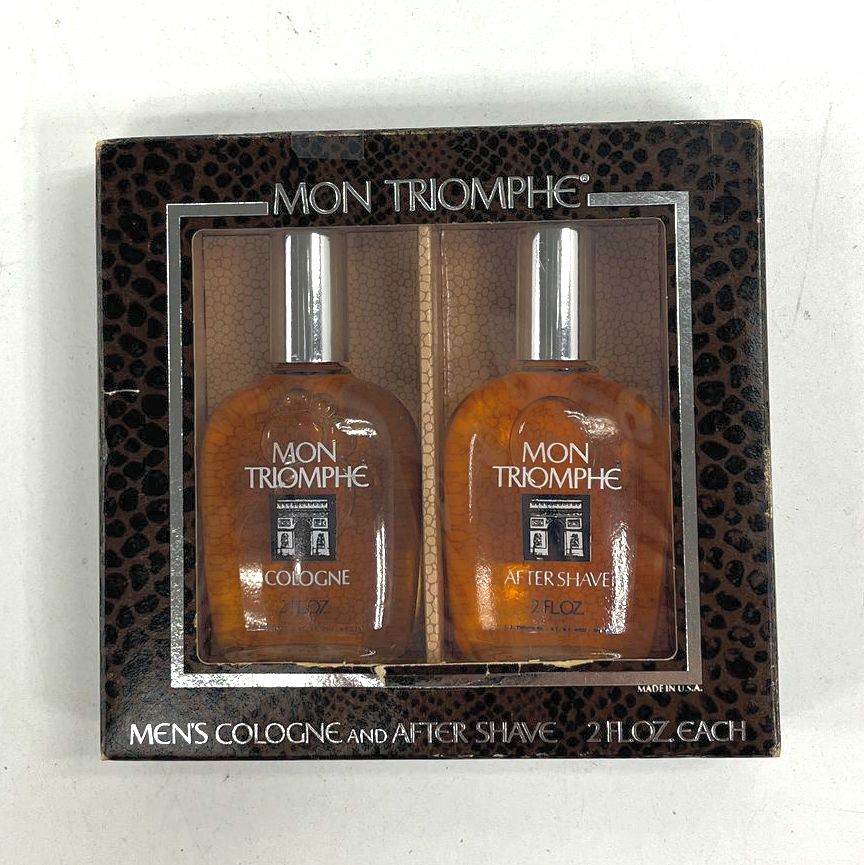 MON TRIOMPHE®
MON
TRIOMPHE
COLOGNE
2 FL.OZ.
MON
TRIOMPHE
AFTER SHAVE
2 FL.OZ.
MADE IN U.S.A.
MEN'S COLOGNE AND AFTER SHAVE 2 FL.OZ. EACH